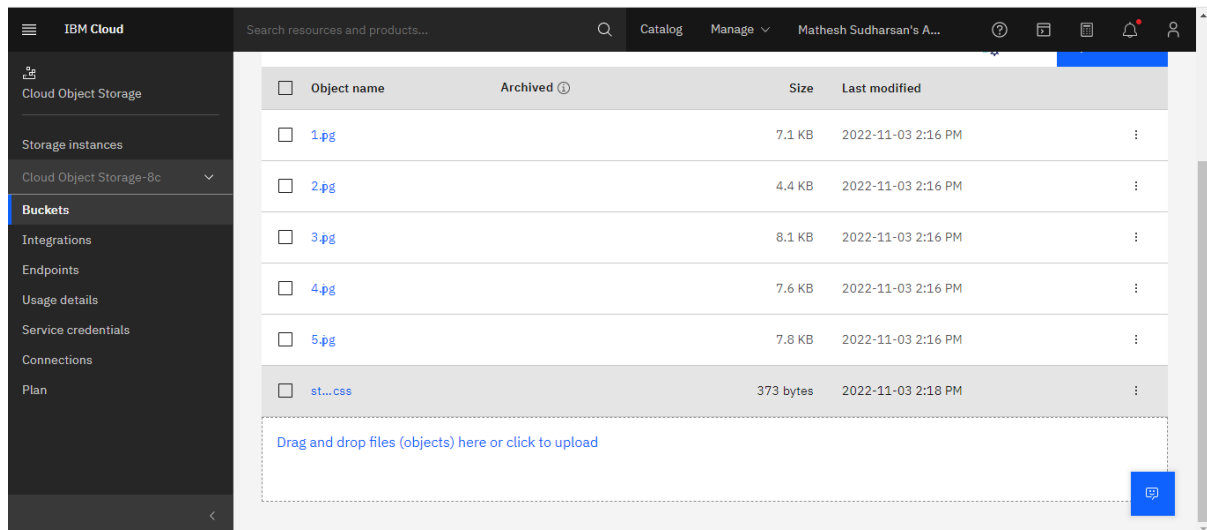 IBM Cloud
Search resources and products...
Catalog
Manage
Mathesh Sudharsan's A...
Cloud Object Storage
Storage instances
Cloud Object Storage-8c
Buckets
Integrations
Endpoints
Usage details
Service credentials
Connections
Plan
Object name Archived Size Last modified
1.jpg 7.1 KB 2022-11-03 2:16 PM
2.jpg 4.4 KB 2022-11-03 2:16 PM
3.jpg 8.1 KB 2022-11-03 2:16 PM
4.jpg 7.6 KB 2022-11-03 2:16 PM
5.jpg 7.8 KB 2022-11-03 2:16 PM
st...css 373 bytes 2022-11-03 2:18 PM
Drag and drop files (objects) here or click to upload